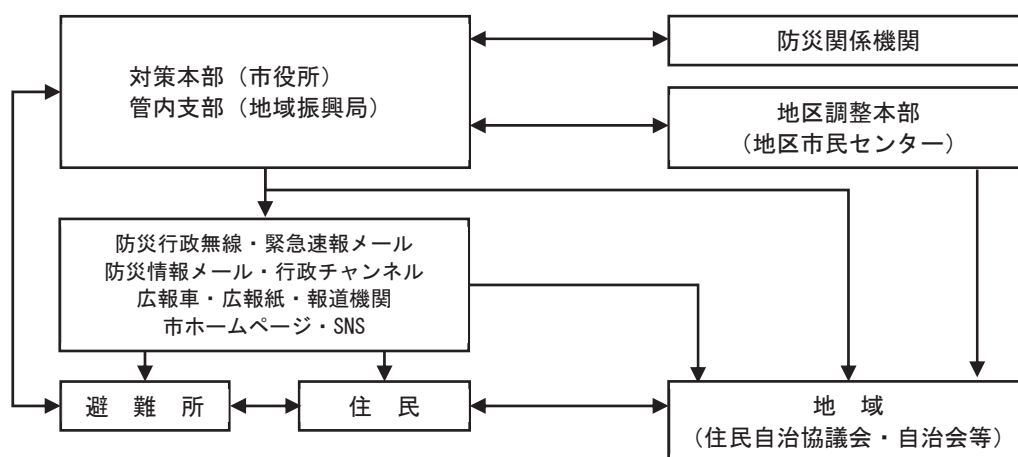 対策本部（市役所）
管内支部（地域振興局）
防災関係機関
地区調整本部
（地区市民センター）
防災行政無線・緊急速報メール
防災情報メール・行政チャンネル
広報車・広報紙・報道機関
市ホームページ・SNS
避　難　所
住　民
地　域
（住民自治協議会・自治会等）